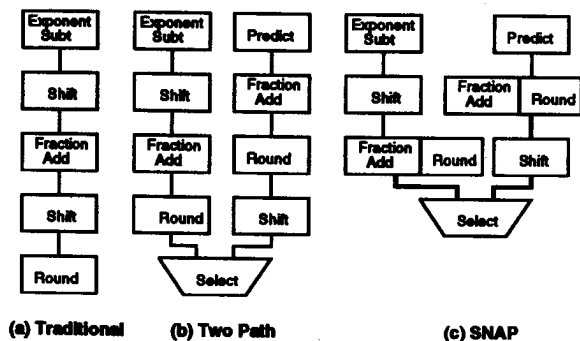 Exponent
Subt
Shift
Fraction
Add
Shift
Round
(a) Traditional
Exponent
Subt
Shift
Fraction
Add
Round
Predict
Fraction
Add
Round
Shift
Select
(b) Two Path
Exponent
Subt
Shift
Fraction
Add
Round
Predict
Fraction
Add
Round
Shift
Select
(c) SNAP